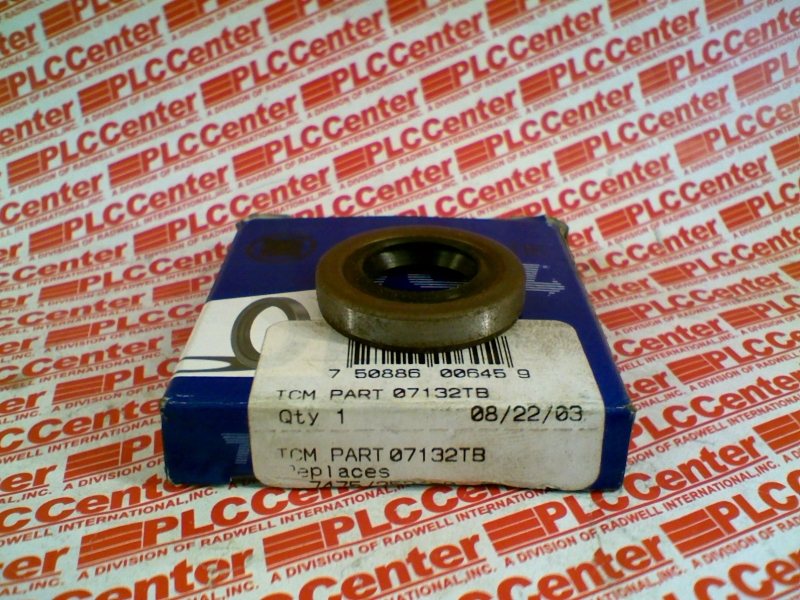 PLCCenter
A DIVISION OF RADWELL INTERNATIONAL, INC.
7 50886 00645 9
TCM PART 07132TB
Qty 1 08/22/03
TCM PART 07132TB
Replaces